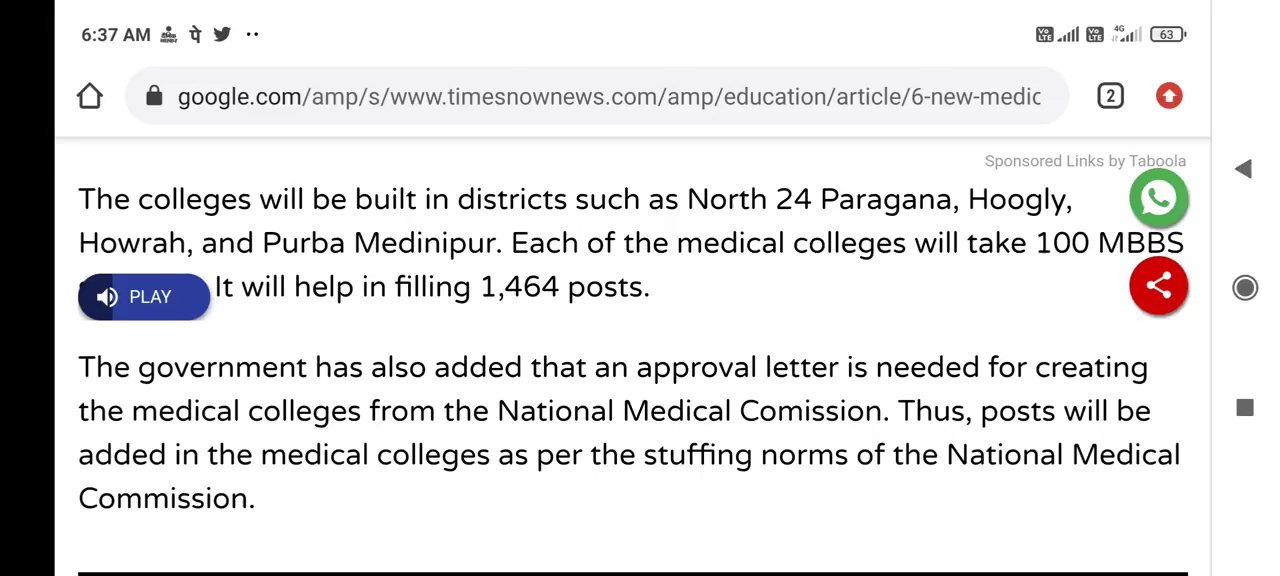 6:37 AM पे
Vo LTE Vo LTE 4G 63
google.com/amp/s/www.timesnownews.com/amp/education/article/6-new-medic
2
Sponsored Links by Taboola
The colleges will be built in districts such as North 24 Paragana, Hoogly,
Howrah, and Purba Medinipur. Each of the medical colleges will take 100 MBBS
PLAY It will help in filling 1,464 posts.
The government has also added that an approval letter is needed for creating
the medical colleges from the National Medical Comission. Thus, posts will be
added in the medical colleges as per the stuffing norms of the National Medical
Commission.